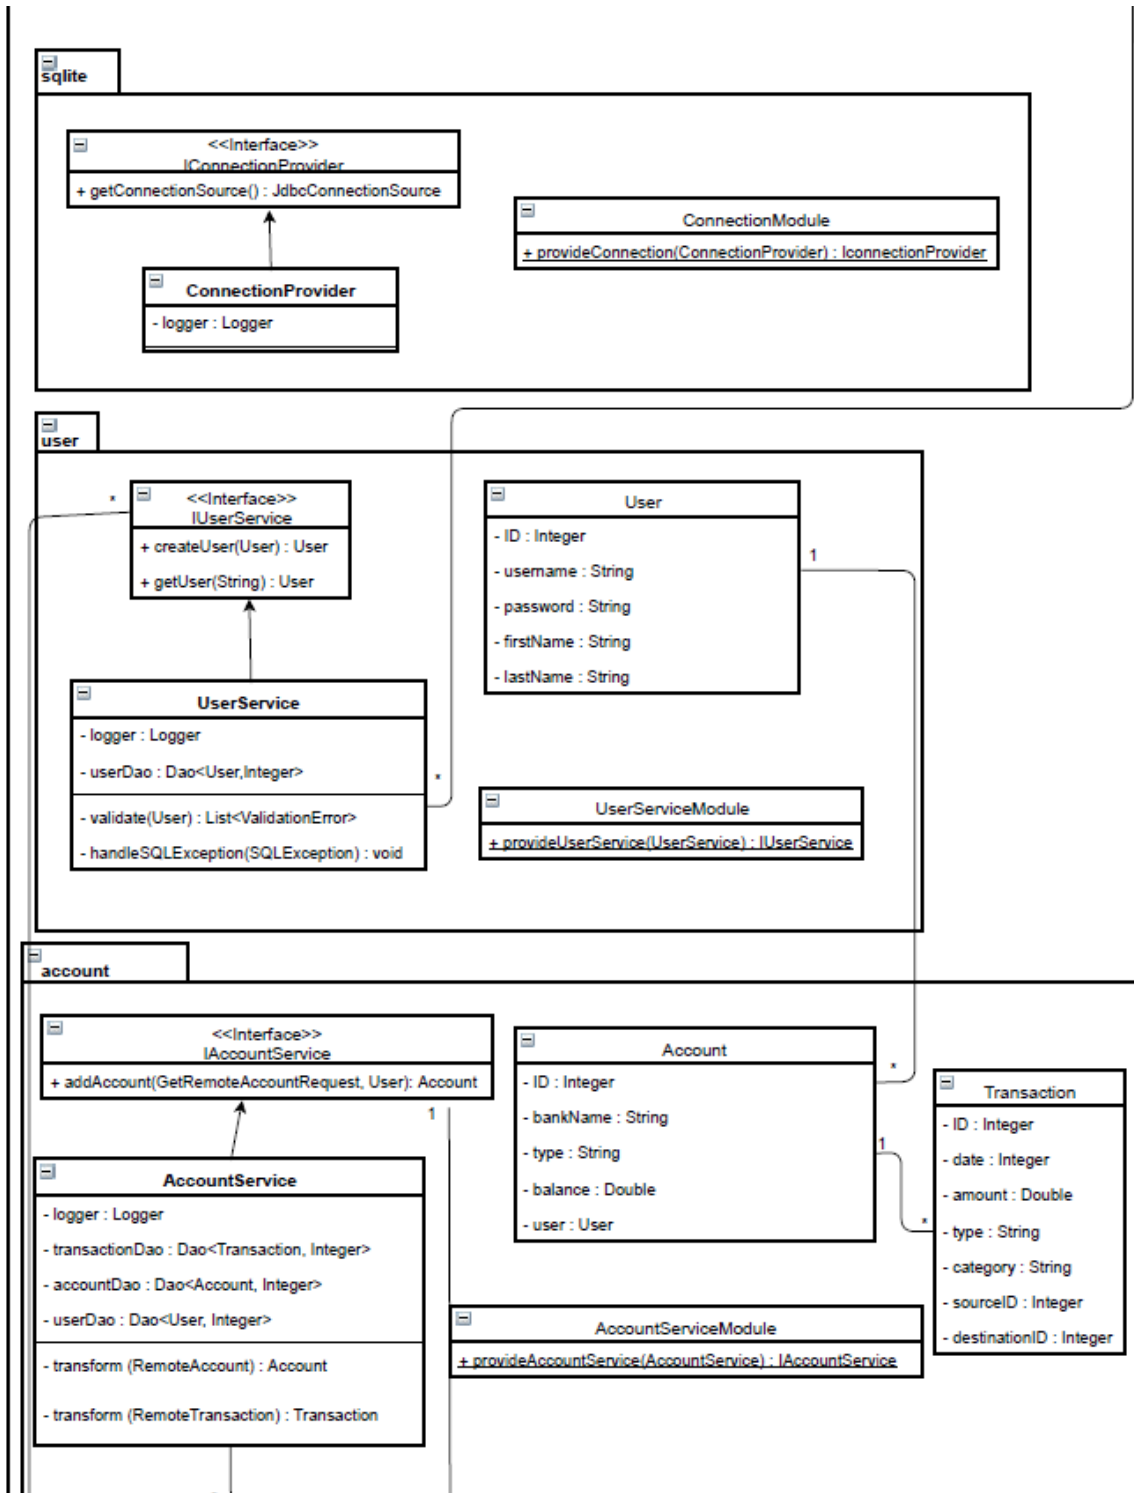 sqlite
<<Interface>>
IConnectionProvider
+ getConnectionSource() : JdbcConnectionSource
ConnectionModule
+ provideConnection(ConnectionProvider) : IconnectionProvider
ConnectionProvider
- logger : Logger
user
*
<<Interface>>
IUserService
+ createUser(User) : User
+ getUser(String) : User
User
- ID : Integer
- username : String
- password : String
- firstName : String
- lastName : String
1
UserService
- logger : Logger
- userDao : Dao<User,Integer>
- validate(User) : List<ValidationError>
- handleSQLException(SQLException) : void
*
UserServiceModule
+ provideUserService(UserService) : IUserService
account
<<Interface>>
IAccountService
+ addAccount(GetRemoteAccountRequest, User): Account
1
Account
- ID : Integer
- bankName : String
- type : String
- balance : Double
- user : User
*
1
*
Transaction
- ID : Integer
- date : Integer
- amount : Double
- type : String
- category : String
- sourceID : Integer
- destinationID : Integer
AccountService
- logger : Logger
- transactionDao : Dao<Transaction, Integer>
- accountDao : Dao<Account, Integer>
- userDao : Dao<User, Integer>
- transform (RemoteAccount) : Account
- transform (RemoteTransaction) : Transaction
AccountServiceModule
+ provideAccountService(AccountService) : IAccountService